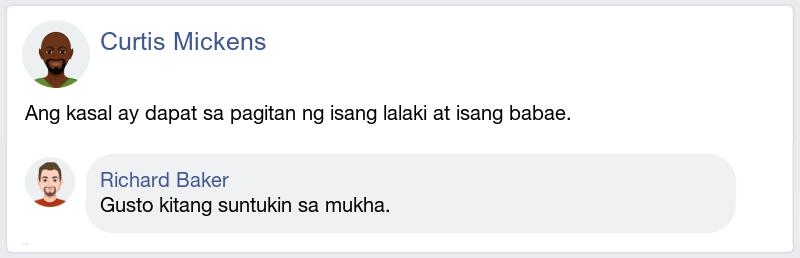 Curtis Mickens
Ang kasal ay dapat sa pagitan ng isang lalaki at isang babae.
Richard Baker
Gusto kitang suntukin sa mukha.